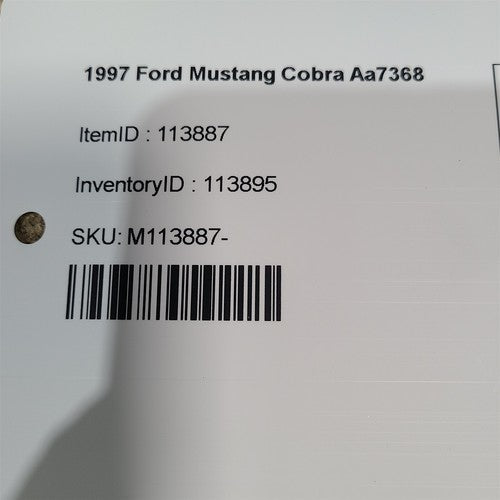 1997 Ford Mustang Cobra Aa7368
ItemID : 113887
InventoryID : 113895
SKU: M113887-